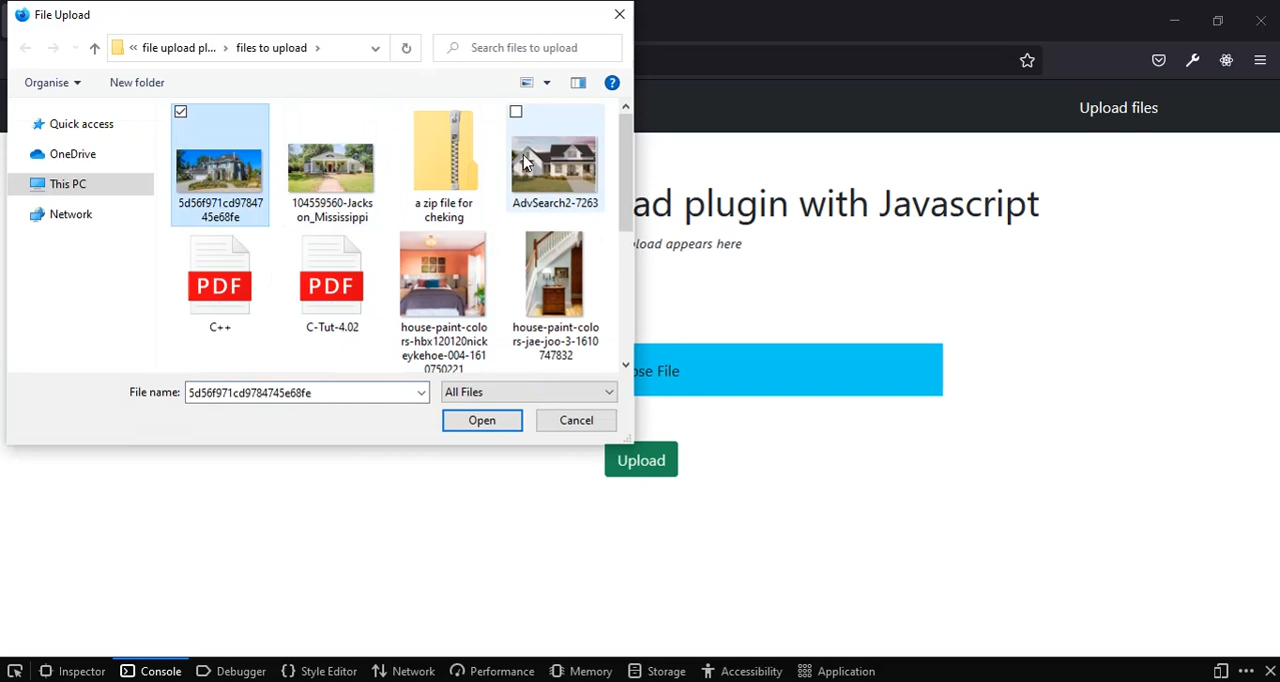 File Upload
« file upload pl... › files to upload ›
Search files to upload
Organise
New folder
Quick access
OneDrive
This PC
Network
5d56f971cd97847
45e68fe
104559560-Jacks
on_Mississippi
a zip file for
cheking
AdvSearch2-7263
PDF
C++
PDF
C-Tut-4.02
house-paint-colo
rs-hbx120120nick
eykehoe-004-161
0750221
house-paint-colo
rs-jae-joo-3-1610
747832
File name:
5d56f971cd9784745e68fe
All Files
Open
Cancel
Upload files
ad plugin with Javascript
load appears here
ose File
Upload
Inspector
Console
Debugger
Style Editor
Network
Performance
Memory
Storage
Accessibility
Application